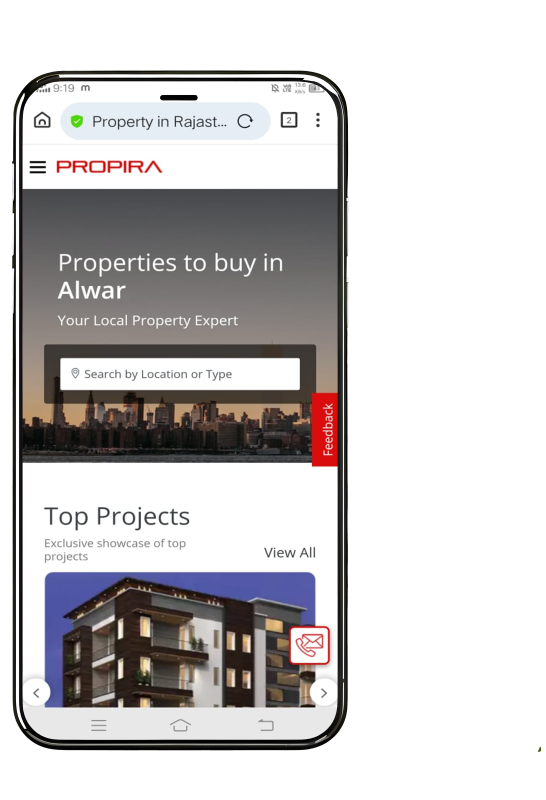 9:19 m
Property in Rajast... 2
PROPIRA
Properties to buy in
Alwar
Your Local Property Expert
Search by Location or Type
Feedback
Top Projects
Exclusive showcase of top
projects
View All